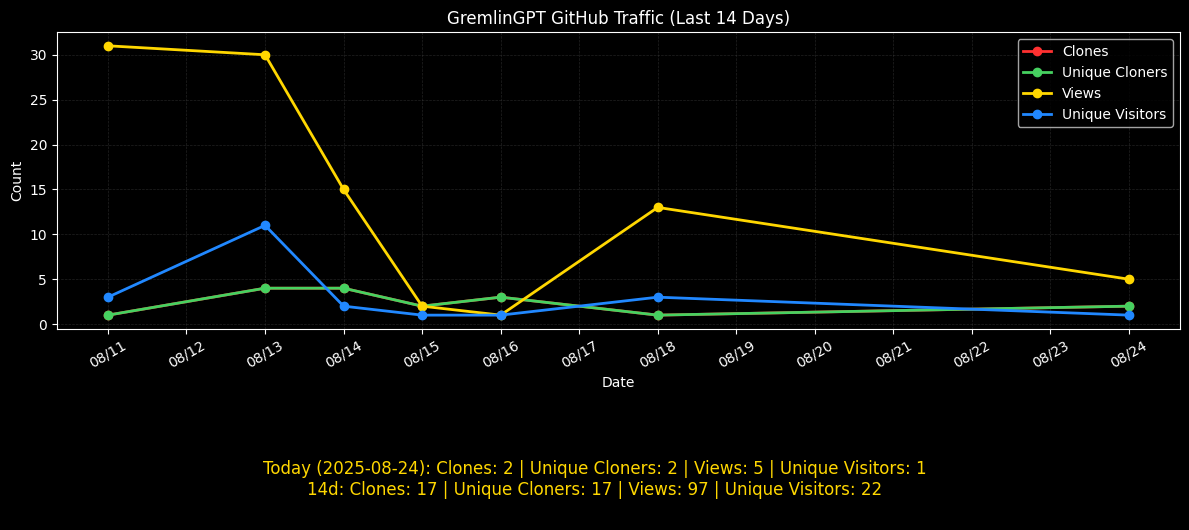 GremlinGPT GitHub Traffic (Last 14 Days)
Clones
Unique Cloners
Views
Unique Visitors
Count
30
25
20
15
10
5
0
08/11 08/12 08/13 08/14 08/15 08/16 08/17 08/18 08/19 08/20 08/21 08/22 08/23 08/24
Date
Today (2025-08-24): Clones: 2 | Unique Cloners: 2 | Views: 5 | Unique Visitors: 1
14d: Clones: 17 | Unique Cloners: 17 | Views: 97 | Unique Visitors: 22